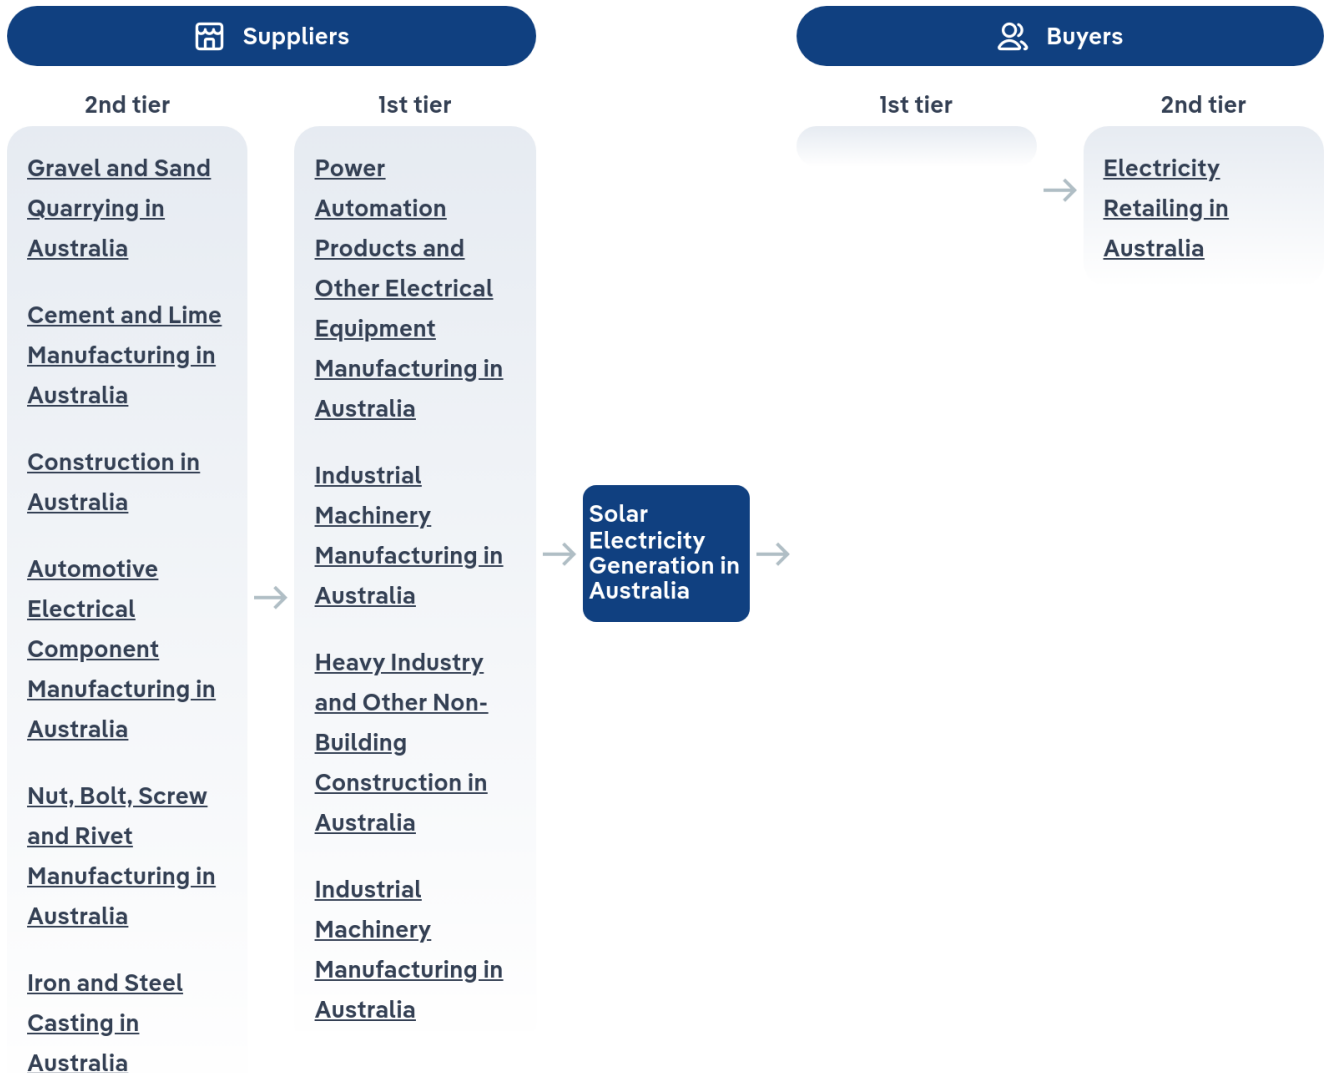 Suppliers
2nd tier
Gravel and Sand
Quarrying in
Australia
Cement and Lime
Manufacturing in
Australia
Construction in
Australia
Automotive
Electrical
Component
Manufacturing in
Australia
Nut, Bolt, Screw
and Rivet
Manufacturing in
Australia
Iron and Steel
Casting in
Australia
1st tier
Power
Automation
Products and
Other Electrical
Equipment
Manufacturing in
Australia
Industrial
Machinery
Manufacturing in
Australia
Heavy Industry
and Other Non-
Building
Construction in
Australia
Industrial
Machinery
Manufacturing in
Australia
Solar
Electricity
Generation in
Australia
Buyers
1st tier
2nd tier
Electricity
Retailing in
Australia